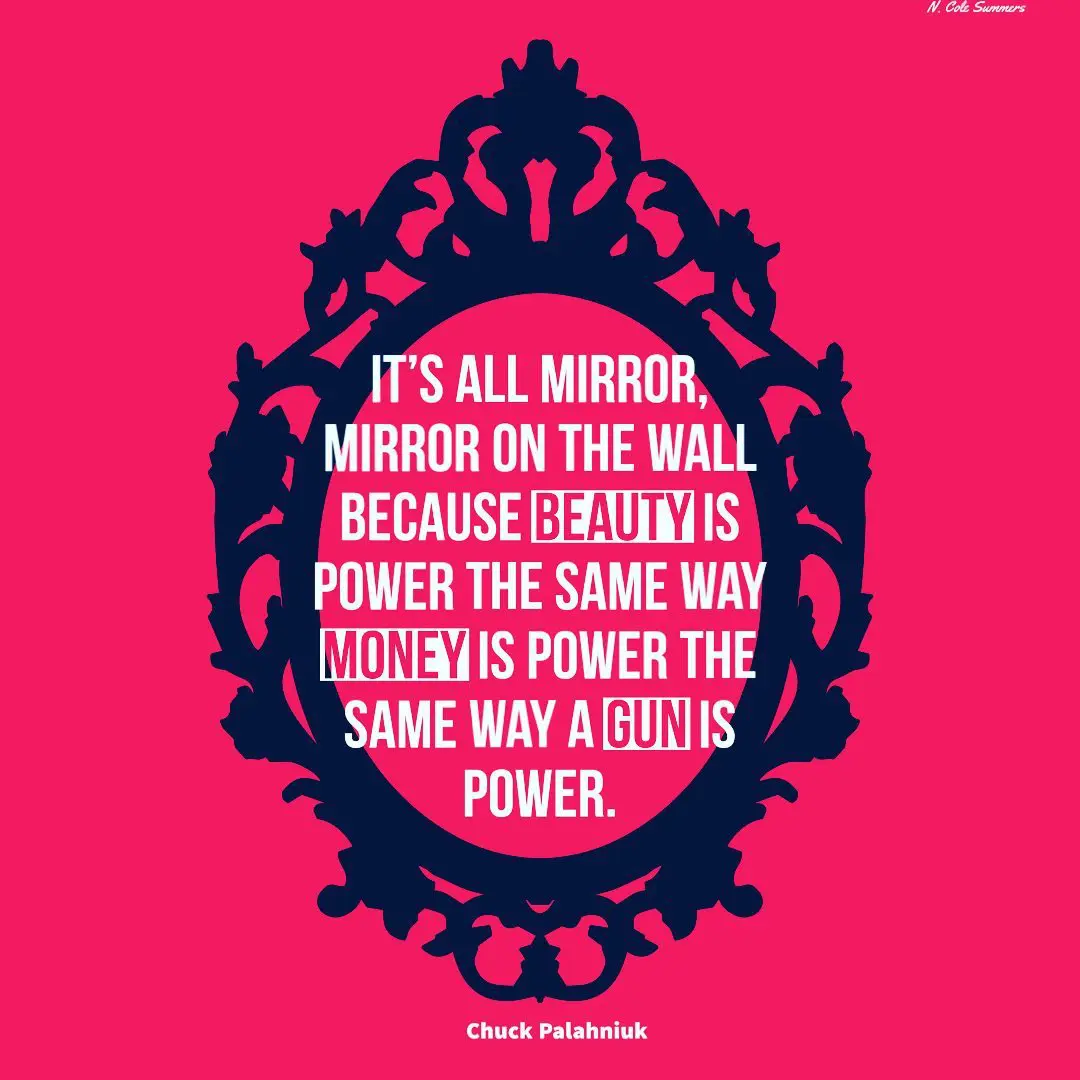 N. Cole Summers
IT'S ALL MIRROR,
MIRROR ON THE WALL
BECAUSE BEAUTY IS
POWER THE SAME WAY
MONEY IS POWER THE
SAME WAY A GUN IS
POWER.
Chuck Palahniuk